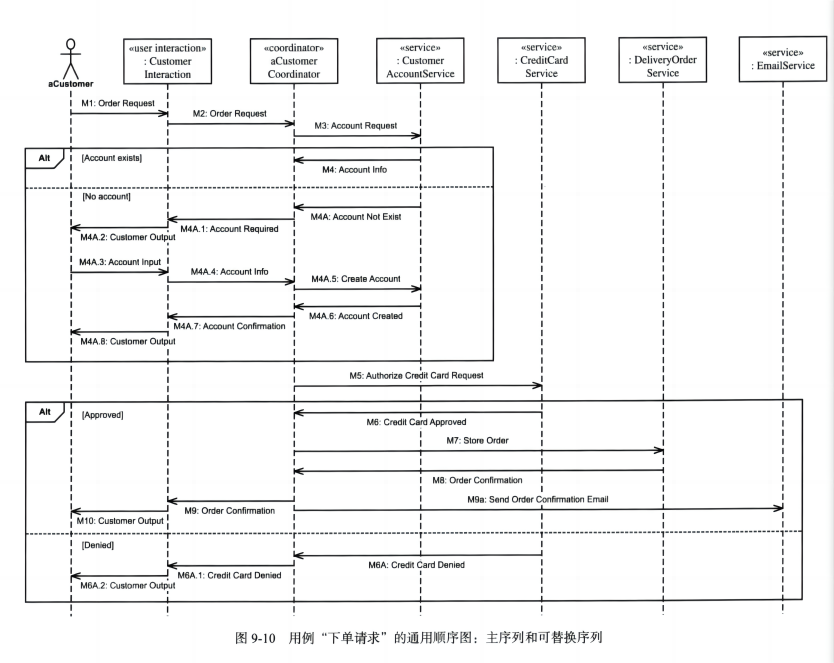 «user interaction»
: Customer
Interaction
«coordinator»
aCustomer
Coordinator
«service»
: Customer
AccountService
«service»
: CreditCard
Service
«service»
: DeliveryOrder
Service
«service»
: EmailService
aCustomer
M1: Order Request
M2: Order Request
M3: Account Request
Alt
[Account exists]
M4: Account Info
[No account]
M4A: Account Not Exist
M4A.1: Account Required
M4A.2: Customer Output
M4A.3: Account Input
M4A.4: Account Info
M4A.5: Create Account
M4A.6: Account Created
M4A.7: Account Confirmation
M4A.8: Customer Output
M5: Authorize Credit Card Request
Alt
[Approved]
M6: Credit Card Approved
M7: Store Order
M8: Order Confirmation
M9: Order Confirmation
M9a: Send Order Confirmation Email
M10: Customer Output
[Denied]
M6A: Credit Card Denied
M6A.1: Credit Card Denied
M6A.2: Customer Output
图 9-10 用例“下单请求”的通用顺序图：主序列和可替换序列